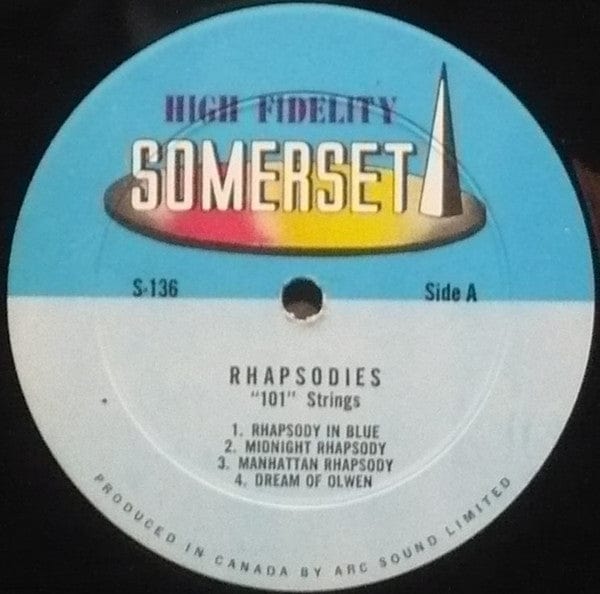 HIGH FIDELITY
SOMERSET
S-136 Side A
RHAPSODIES
"101" Strings
1. RHAPSODY IN BLUE
2. MIDNIGHT RHAPSODY
3. MANHATTAN RHAPSODY
4. DREAM OF OLWEN
PRODUCED IN CANADA BY ARC SOUND LIMITED